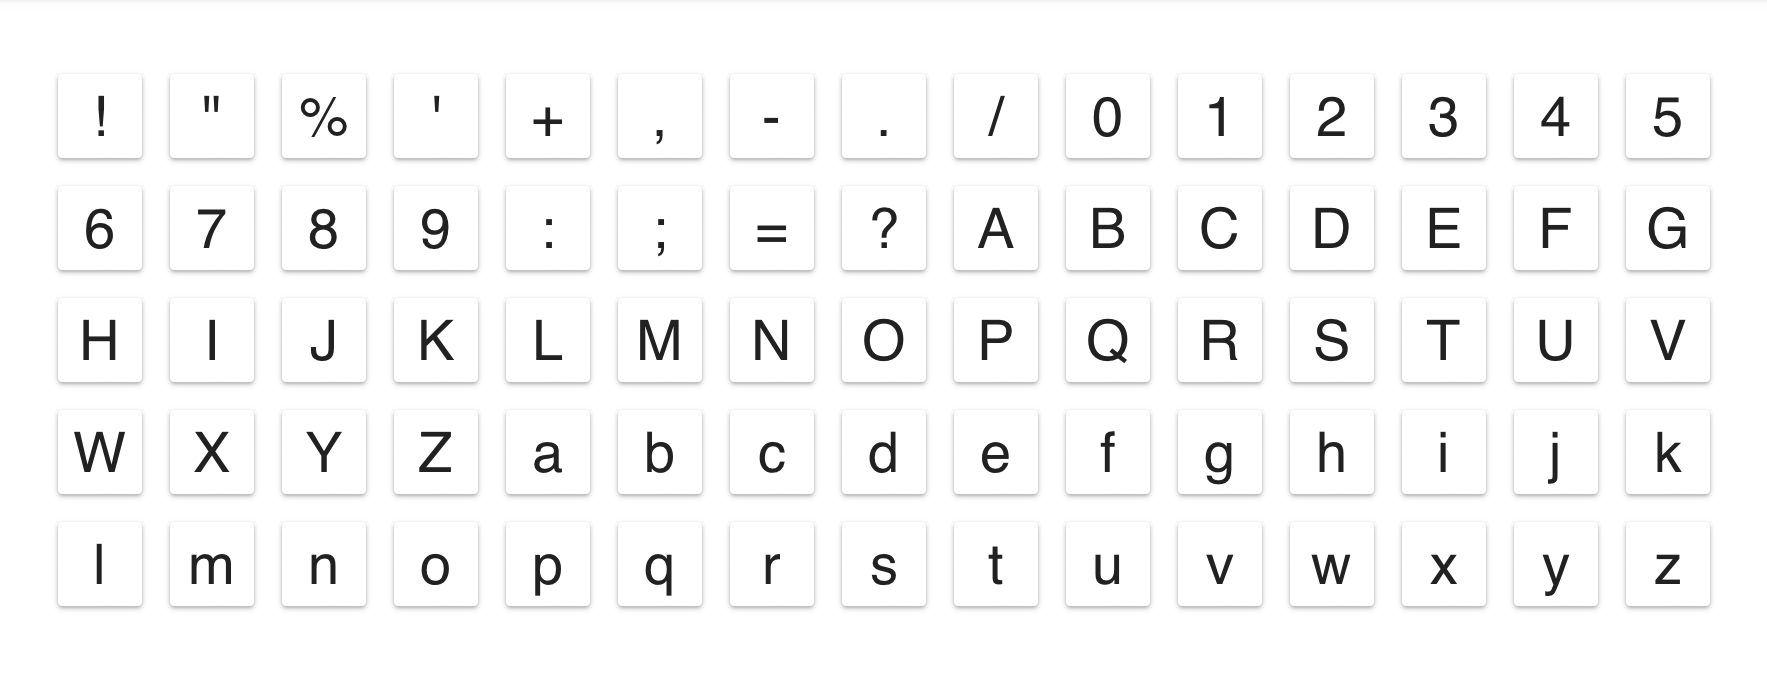 ! " % ' + , - . / 0 1 2 3 4 5
6 7 8 9 : ; = ? A B C D E F G
H I J K L M N O P Q R S T U V
W X Y Z a b c d e f g h i j k
l m n o p q r s t u v w x y z